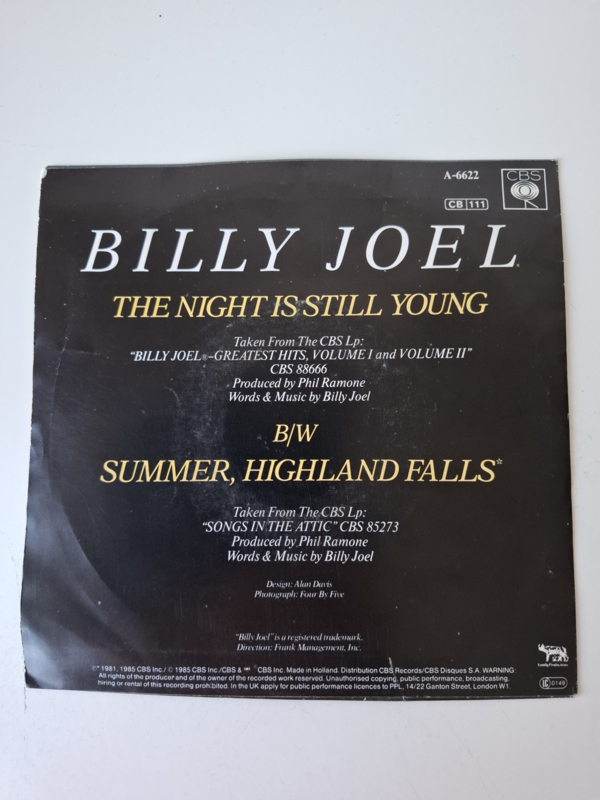 A-6622
CBS
CB 111
BILLY JOEL
THE NIGHT IS STILL YOUNG
Taken From The CBS Lp:
"BILLY JOEL®–GREATEST HITS, VOLUME I and VOLUME II"
CBS 88666
Produced by Phil Ramone
Words & Music by Billy Joel
B/W
SUMMER, HIGHLAND FALLS*
Taken From The CBS Lp:
"SONGS IN THE ATTIC" CBS 85273
Produced by Phil Ramone
Words & Music by Billy Joel
Design: Alan Davis
Photograph: Four By Five
"Billy Joel" is a registered trademark.
Direction: Frank Management, Inc.
Family Productions
℗* 1981, 1985 CBS Inc./ © 1985 CBS Inc./CBS & CBS Inc. Made in Holland. Distribution CBS Records/CBS Disques S.A. WARNING:
All rights of the producer and of the owner of the recorded work reserved. Unauthorised copying, public performance, broadcasting,
hiring or rental of this recording prohibited. In the UK apply for public performance licences to PPL, 14/22 Ganton Street, London W1.
LC 0149